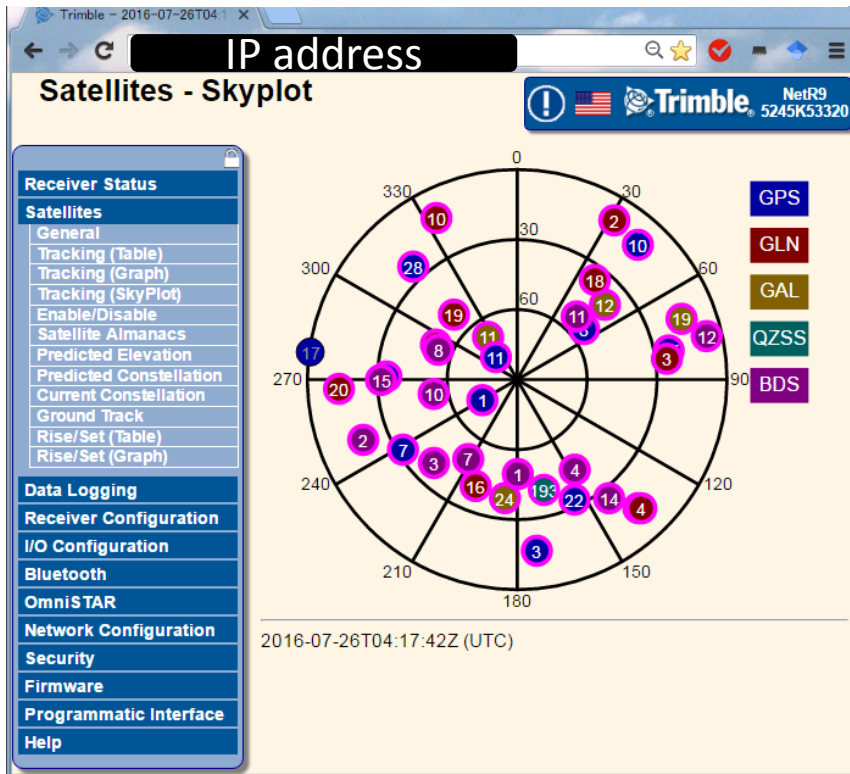 Trimble - 2016-07-26T04:1
IP address
Satellites - Skyplot
Trimble
NetR9
5245K53320
Receiver Status
Satellites
General
Tracking (Table)
Tracking (Graph)
Tracking (SkyPlot)
Enable/Disable
Satellite Almanacs
Predicted Elevation
Predicted Constellation
Current Constellation
Ground Track
Rise/Set (Table)
Rise/Set (Graph)
Data Logging
Receiver Configuration
I/O Configuration
Bluetooth
OmniSTAR
Network Configuration
Security
Firmware
Programmatic Interface
Help
0
330
30
10
2
10
30
28
300
60
18
12
60
19
19
11
11
12
8
11
3
17
270
15
20
10
1
90
2
7
3
7
1
4
16
24
193
22
14
4
240
120
3
210
150
180
GPS
GLN
GAL
QZSS
BDS
2016-07-26T04:17:42Z (UTC)